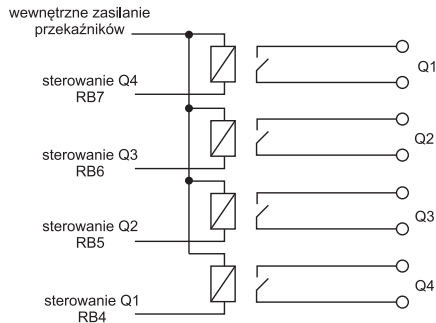 wewnętrzne zasilanie
przekaźników
sterowanie Q4
RB7
Q1
sterowanie Q3
RB6
Q2
sterowanie Q2
RB5
Q3
sterowanie Q1
RB4
Q4